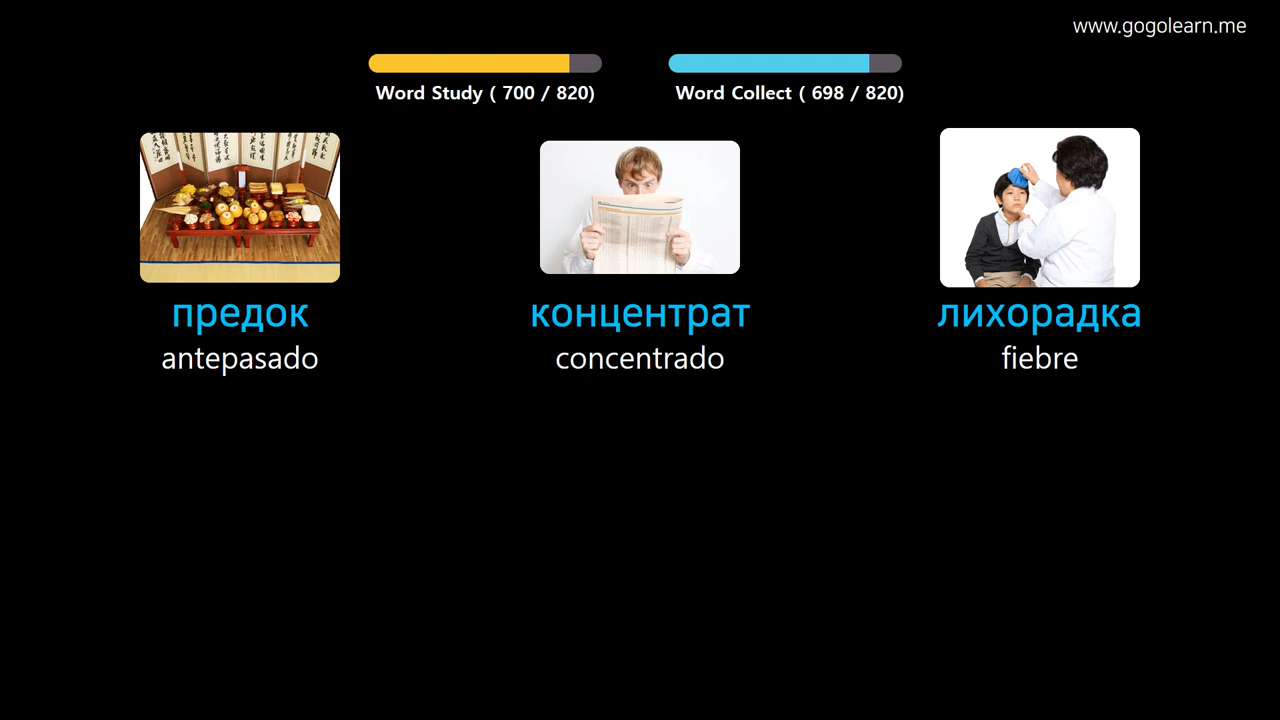 www.gogolearn.me
Word Study ( 700 / 820)
Word Collect ( 698 / 820)
предок
концентрат
лихорадка
antepasado
concentrado
fiebre